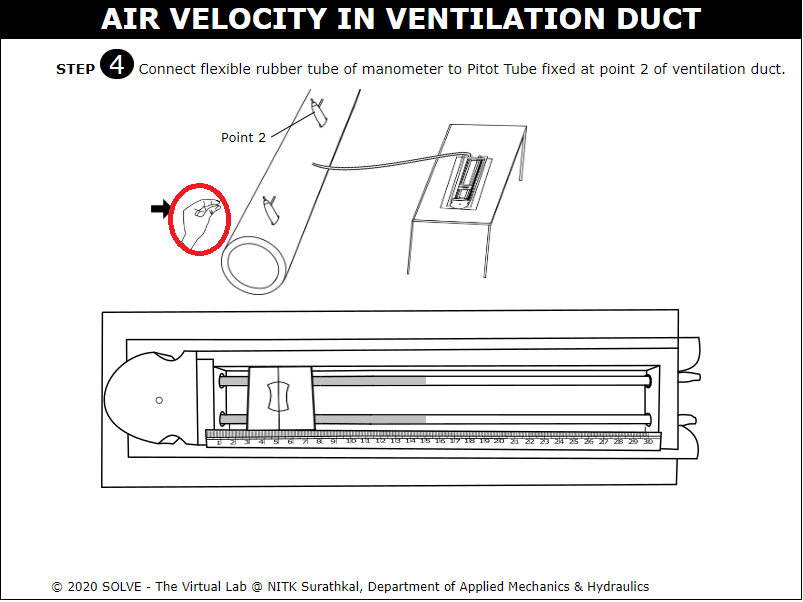 AIR VELOCITY IN VENTILATION DUCT
STEP 4 Connect flexible rubber tube of manometer to Pitot Tube fixed at point 2 of ventilation duct.
Point 2
1 2 3 4 5 6 7 8 9 10 11 12 13 14 15 16 17 18 19 20 21 22 23 24 25 26 27 28 29 30
© 2020 SOLVE - The Virtual Lab @ NITK Surathkal, Department of Applied Mechanics & Hydraulics